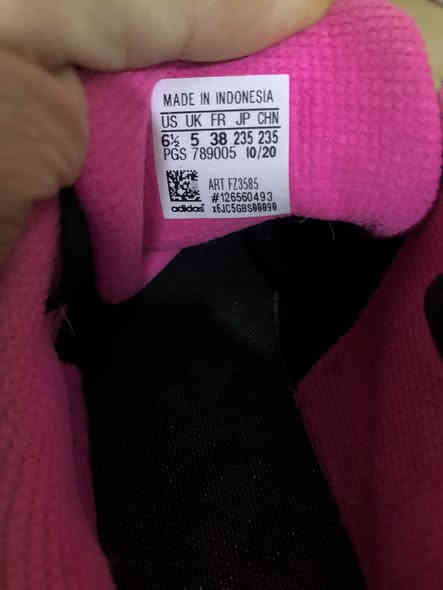 MADE IN INDONESIA
US UK FR JP CHN
6½ 5 38 235 235
PGS 789005 10/20
ART FZ3585
#126560493
adidas x6JC5GBS00090